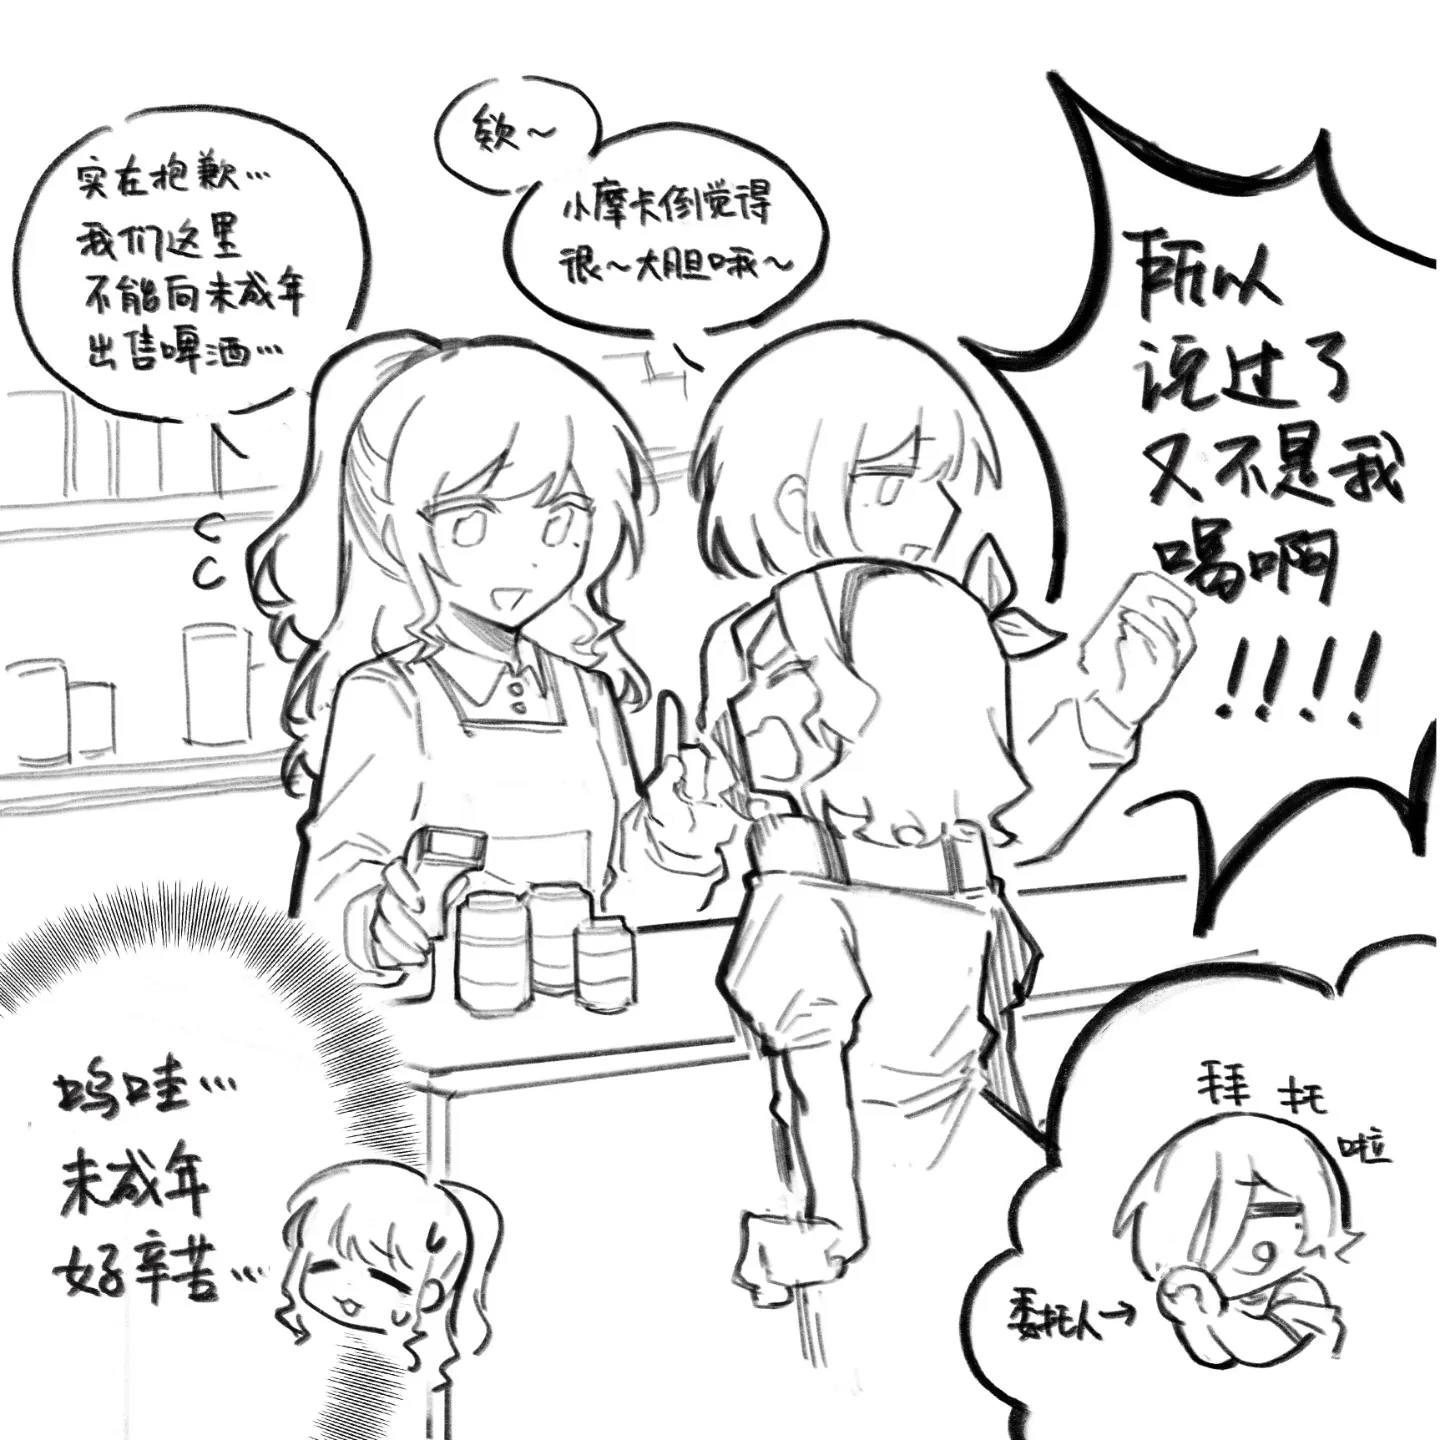 实在抱歉…
我们这里
不能向未成年
出售啤酒…
欸～
小摩卡倒觉得
很～大胆哦～
所以
说过了
又不是我
喝啊
!!!!
呜哇…
未成年
好辛苦…
拜托
啦
委托人→